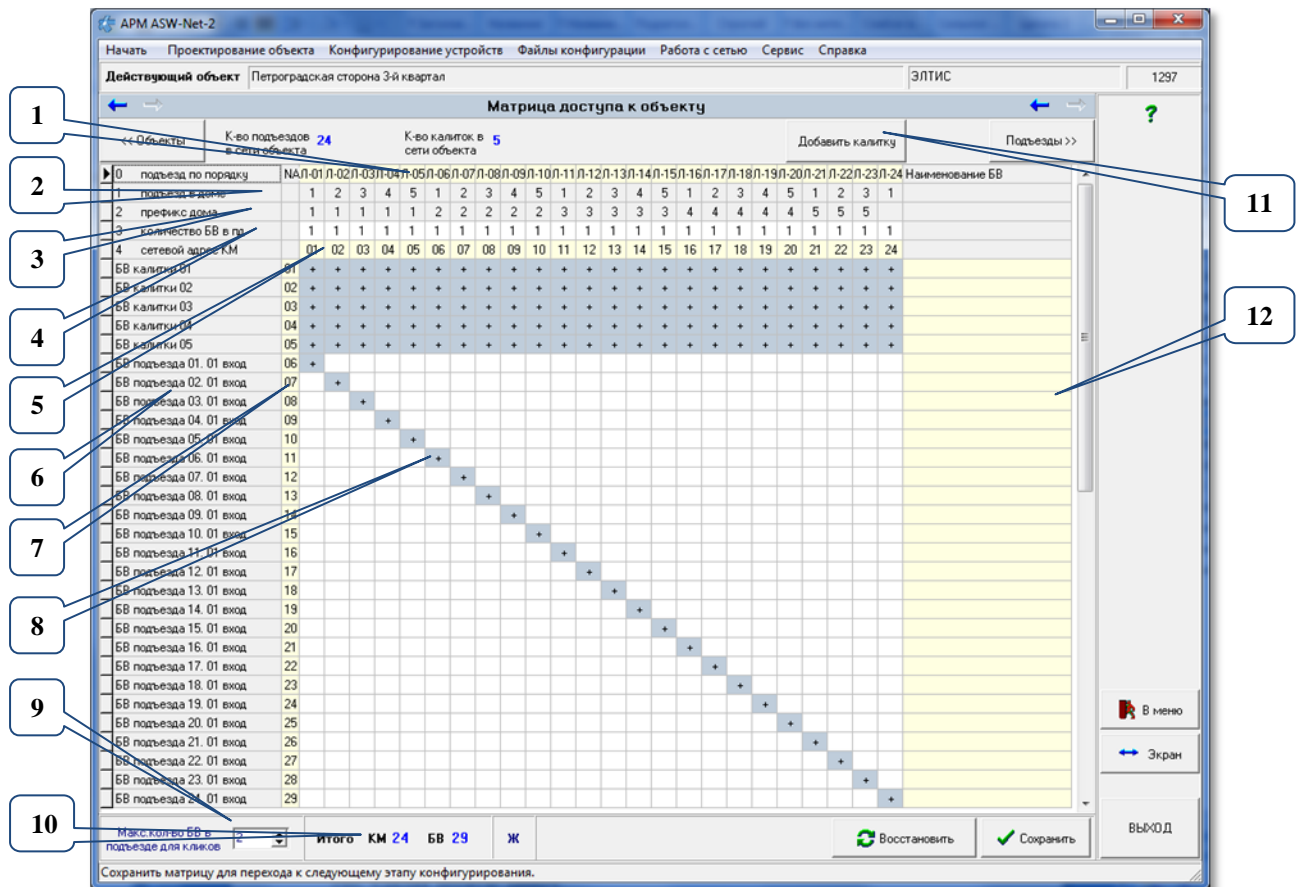 APM ASW-Net-2
Начать Проектирование объекта Конфигурирование устройств Файлы конфигурации Работа с сетью Сервис Справка
Действующий объект Петроградская сторона 3-й квартал ЭЛТИС 1297
Матрица доступа к объекту
?
<< Объекты К-во подъездов в сети объекта 24 К-во калиток в сети объекта 5 Добавить калитку Подъезды >>
0 подъезд по порядку NA Л-01 Л-02 Л-03 Л-04 Л-05 Л-06 Л-07 Л-08 Л-09 Л-10 Л-11 Л-12 Л-13 Л-14 Л-15 Л-16 Л-17 Л-18 Л-19 Л-20 Л-21 Л-22 Л-23 Л-24 Наименование БВ
1 подъезд в доме 1 2 3 4 5 1 2 3 4 5 1 2 3 4 5 1 2 3 4 5 1 2 3 1
2 префикс дома 1 1 1 1 1 2 2 2 2 2 3 3 3 3 3 4 4 4 4 4 5 5 5
3 количество БВ в пд 1 1 1 1 1 1 1 1 1 1 1 1 1 1 1 1 1 1 1 1 1 1 1 1
4 сетевой адрес КМ 01 02 03 04 05 06 07 08 09 10 11 12 13 14 15 16 17 18 19 20 21 22 23 24
БВ калитки 01 01 + + + + + + + + + + + + + + + + + + + + + + + +
БВ калитки 02 02 + + + + + + + + + + + + + + + + + + + + + + + +
БВ калитки 03 03 + + + + + + + + + + + + + + + + + + + + + + + +
БВ калитки 04 04 + + + + + + + + + + + + + + + + + + + + + + + +
БВ калитки 05 05 + + + + + + + + + + + + + + + + + + + + + + + +
БВ подъезда 01. 01 вход 06 +
БВ подъезда 02. 01 вход 07 +
БВ подъезда 03. 01 вход 08 +
БВ подъезда 04. 01 вход 09 +
БВ подъезда 05. 01 вход 10 +
БВ подъезда 06. 01 вход 11 +
БВ подъезда 07. 01 вход 12 +
БВ подъезда 08. 01 вход 13 +
БВ подъезда 09. 01 вход 14 +
БВ подъезда 10. 01 вход 15 +
БВ подъезда 11. 01 вход 16 +
БВ подъезда 12. 01 вход 17 +
БВ подъезда 13. 01 вход 18 +
БВ подъезда 14. 01 вход 19 +
БВ подъезда 15. 01 вход 20 +
БВ подъезда 16. 01 вход 21 +
БВ подъезда 17. 01 вход 22 +
БВ подъезда 18. 01 вход 23 +
БВ подъезда 19. 01 вход 24 +
БВ подъезда 20. 01 вход 25 +
БВ подъезда 21. 01 вход 26 +
БВ подъезда 22. 01 вход 27 +
БВ подъезда 23. 01 вход 28 +
БВ подъезда 24. 01 вход 29 +
В меню
Экран
ВЫХОД
Макс.кол-во БВ в подъезде для кликов 2 Итого КМ 24 БВ 29 Ж Восстановить Сохранить
Сохранить матрицу для перехода к следующему этапу конфигурирования.
1
2
3
4
5
6
7
8
9
10
11
12